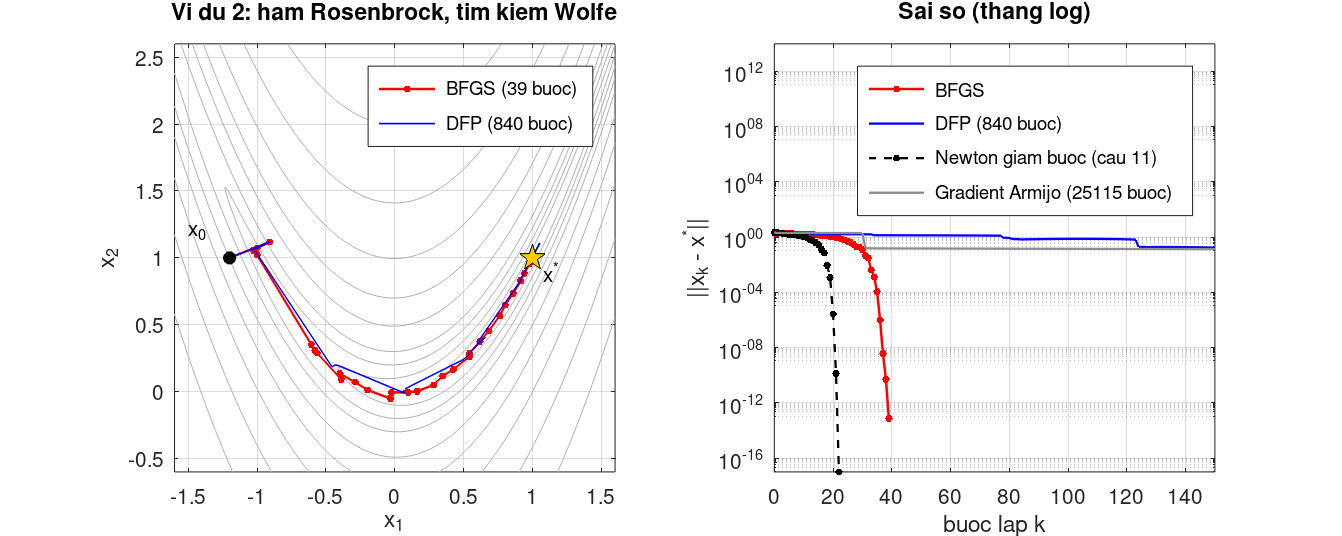 Vi du 2: ham Rosenbrock, tim kiem Wolfe
2.5
2
1.5
1
0.5
0
-0.5
x2
BFGS (39 buoc)
DFP (840 buoc)
x0
x*
-1.5
-1
-0.5
0
0.5
1
1.5
x1
Sai so (thang log)
10^12
10^08
10^04
10^00
10^-04
10^-08
10^-12
10^-16
||xk - x*||
BFGS
DFP (840 buoc)
Newton giam buoc (cau 11)
Gradient Armijo (25115 buoc)
0
20
40
60
80
100
120
140
buoc lap k